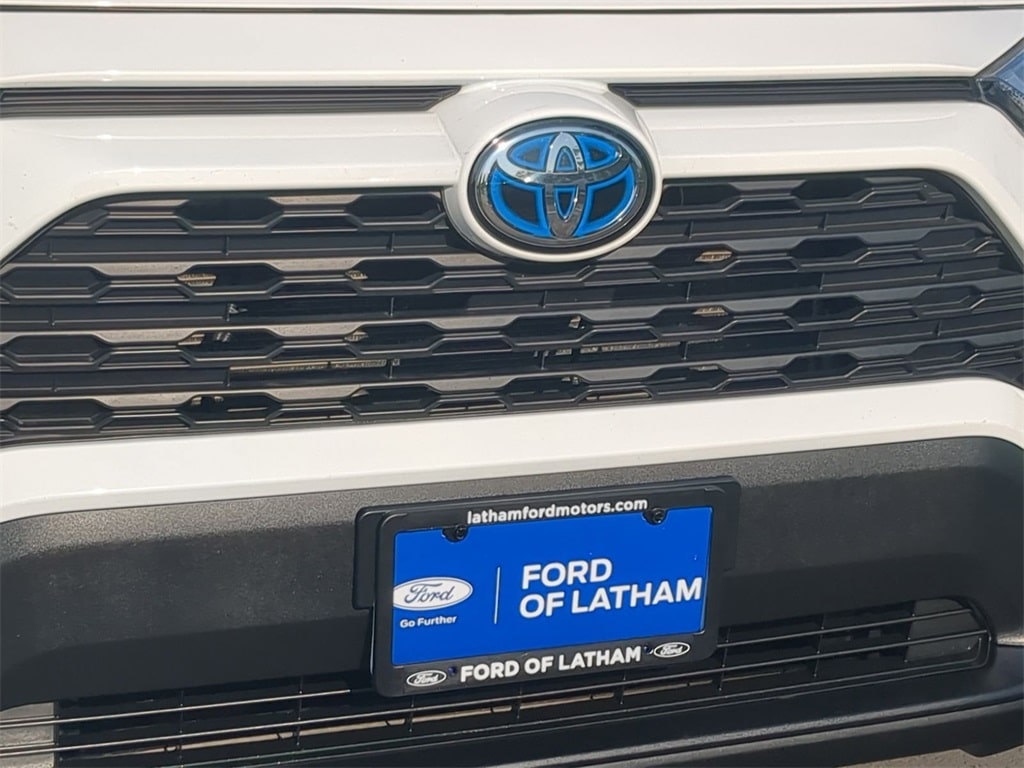 lathamfordmotors.com
Ford
Go Further
FORD
OF LATHAM
Ford FORD OF LATHAM Ford